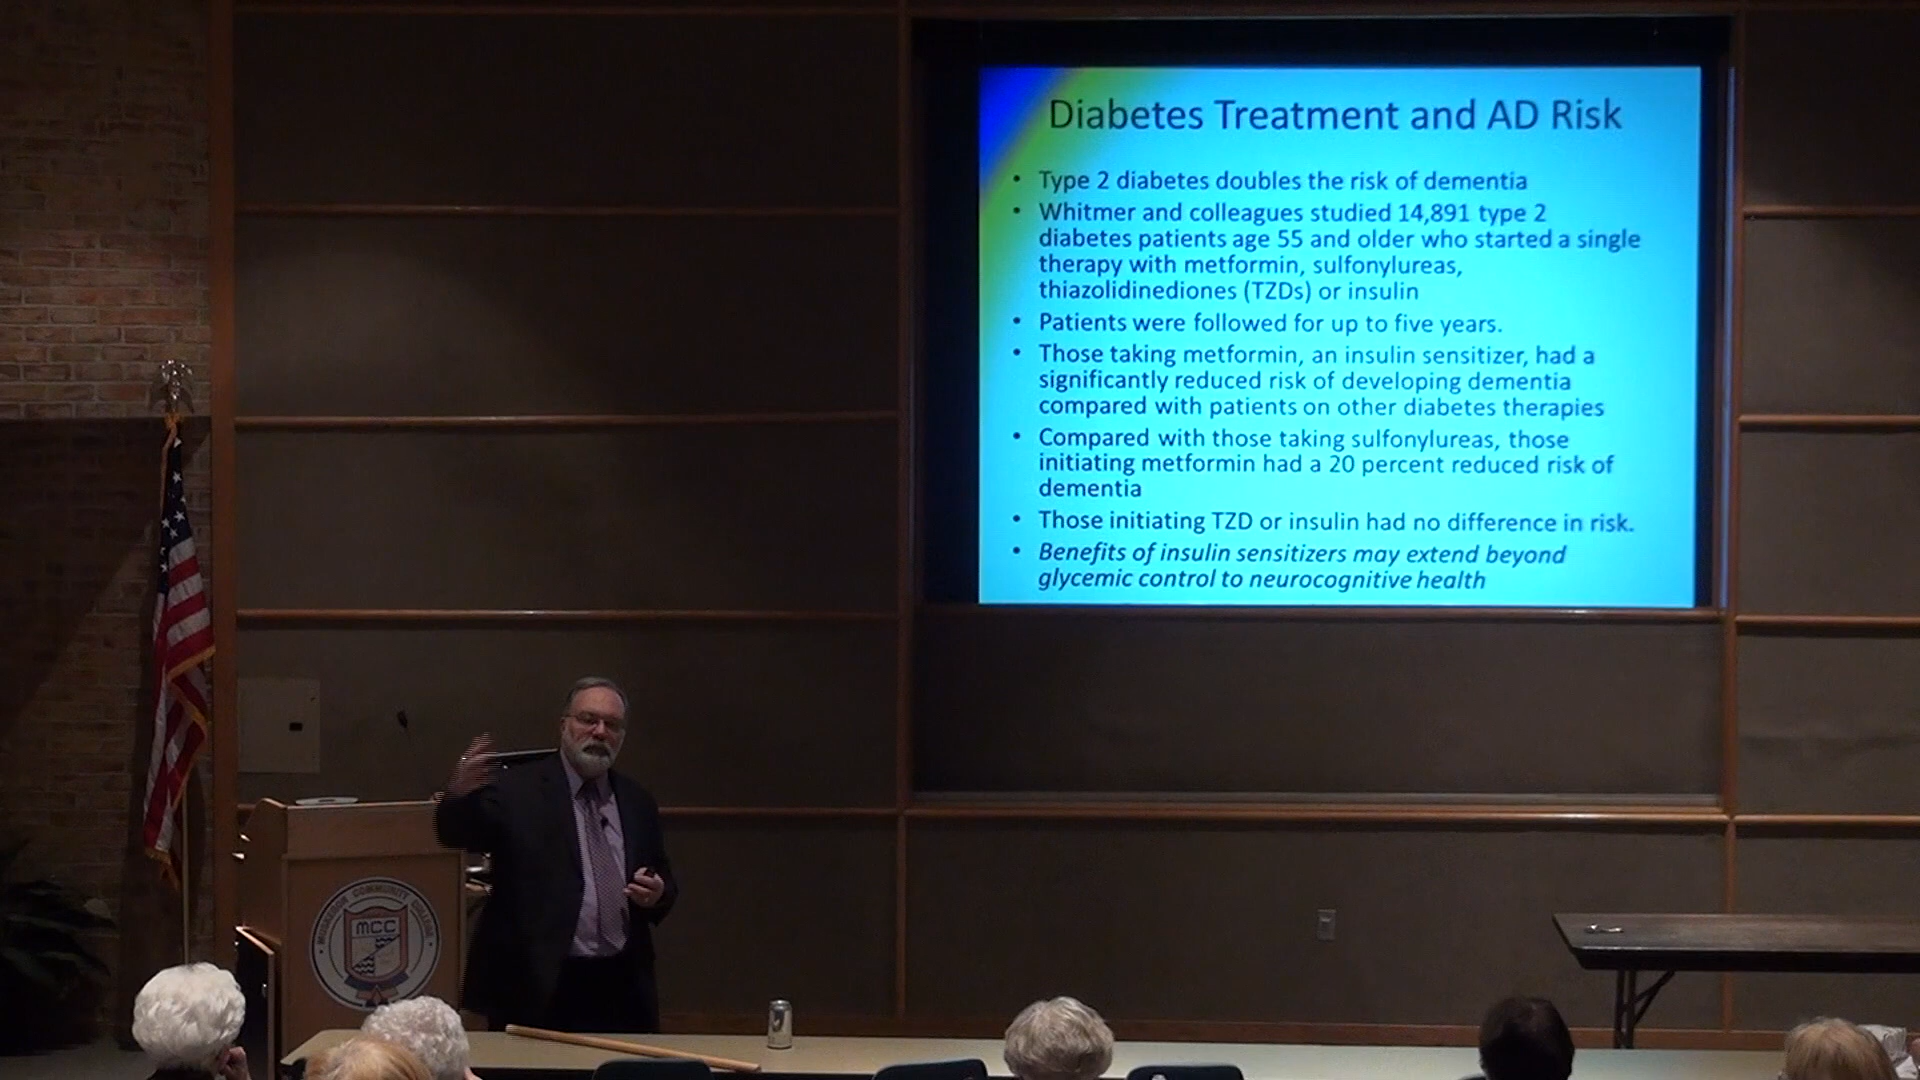 Diabetes Treatment and AD Risk
• Type 2 diabetes doubles the risk of dementia
• Whitmer and colleagues studied 14,891 type 2
diabetes patients age 55 and older who started a single
therapy with metformin, sulfonylureas,
thiazolidinediones (TZDs) or insulin
• Patients were followed for up to five years.
• Those taking metformin, an insulin sensitizer, had a
significantly reduced risk of developing dementia
compared with patients on other diabetes therapies
• Compared with those taking sulfonylureas, those
initiating metformin had a 20 percent reduced risk of
dementia
• Those initiating TZD or insulin had no difference in risk.
• Benefits of insulin sensitizers may extend beyond
glycemic control to neurocognitive health
MUSKEGON COMMUNITY COLLEGE
MCC